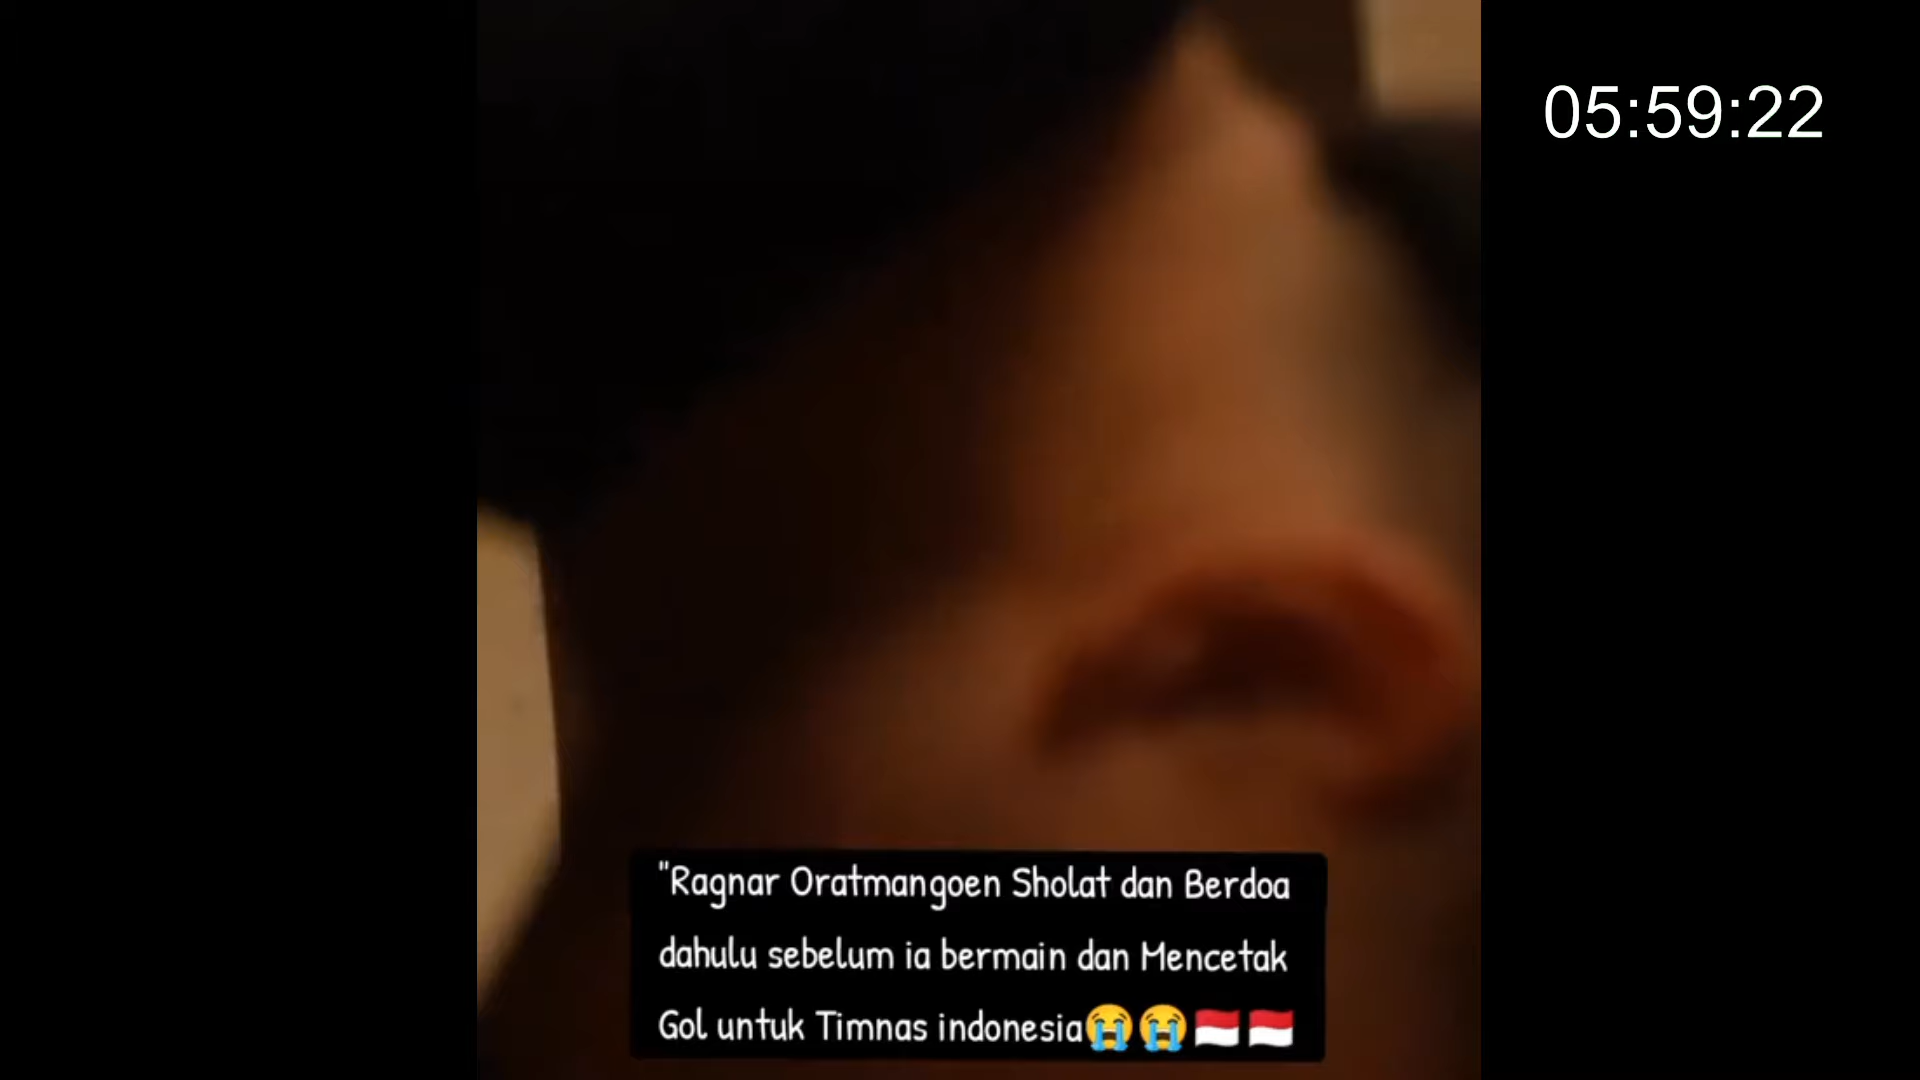 05:59:22
"Ragnar Oratmangoen Sholat dan Berdoa
dahulu sebelum ia bermain dan Mencetak
Gol untuk Timnas indonesia😭😭🇮🇩🇮🇩